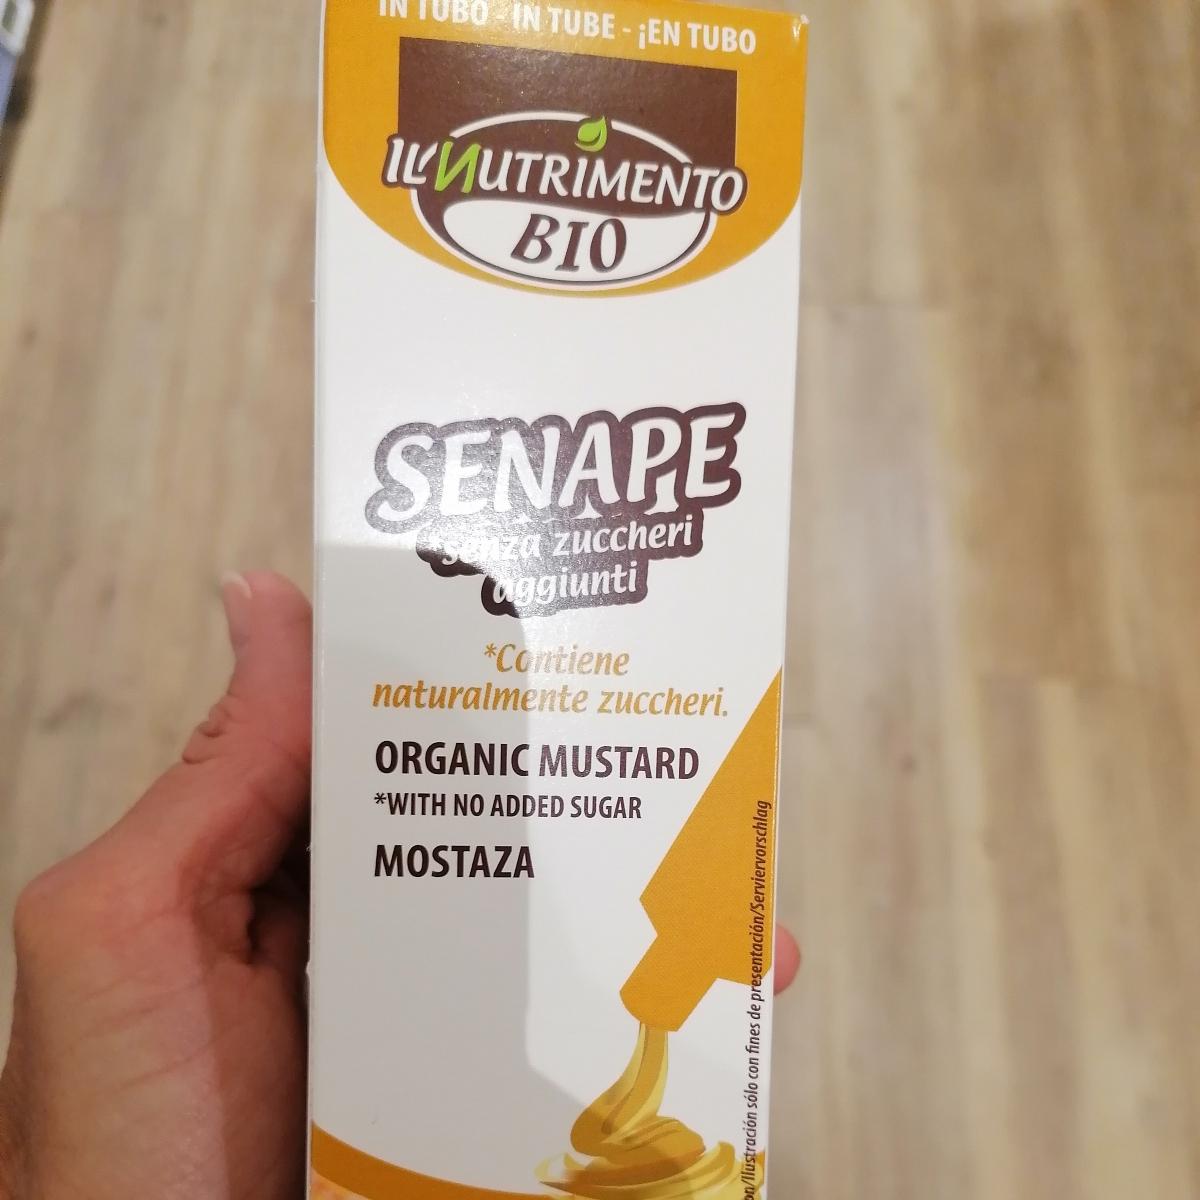 IN TUBO - IN TUBE - ¡EN TUBO
IL NUTRIMENTO
BIO
SENAPE
*senza zuccheri
aggiunti
*Contiene
naturalmente zuccheri.
ORGANIC MUSTARD
*WITH NO ADDED SUGAR
MOSTAZA
/Ilustración sólo con fines de presentación/Serviervorschlag